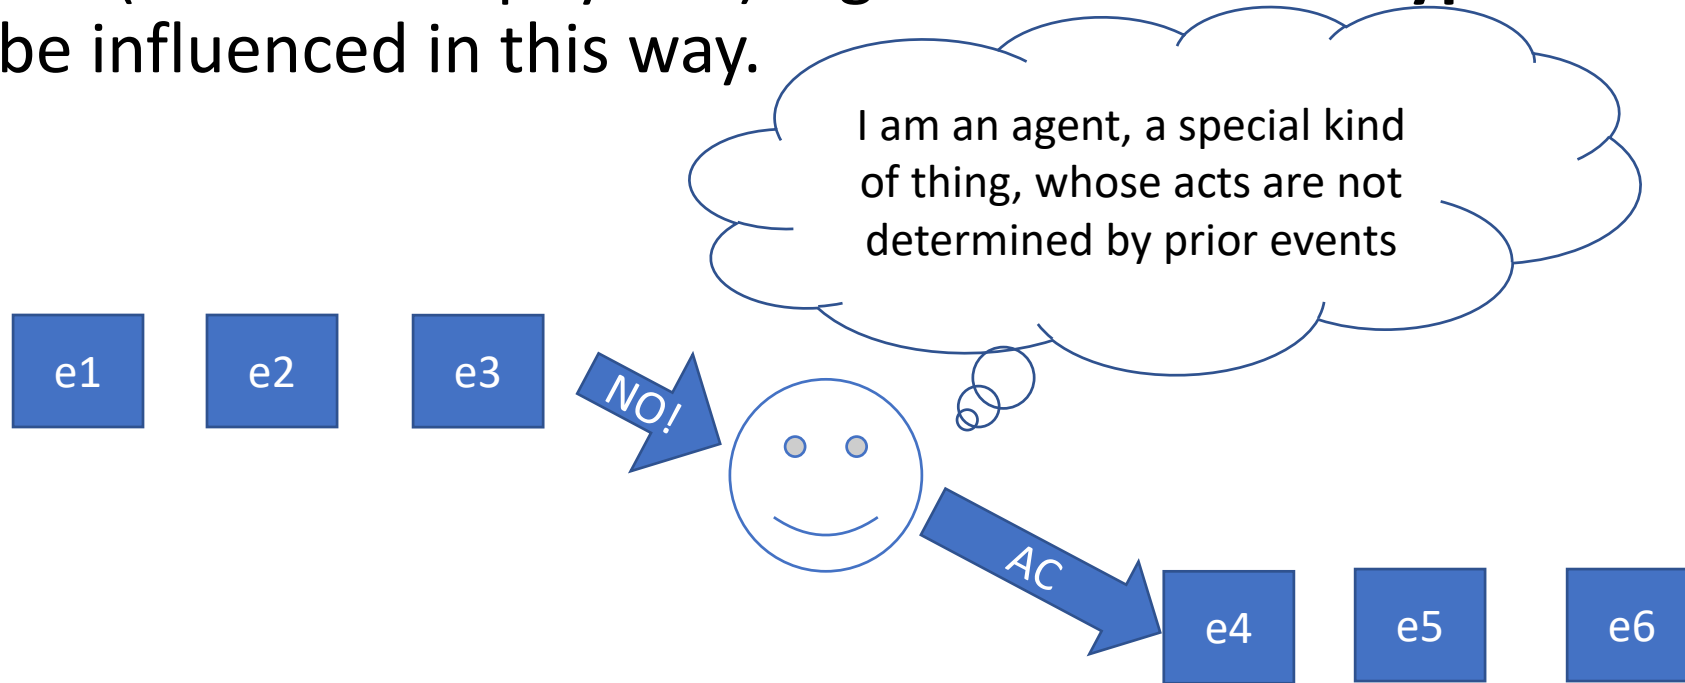 be influenced in this way.
I am an agent, a special kind
of thing, whose acts are not
determined by prior events
e1 e2 e3
NO!
AC
e4 e5 e6